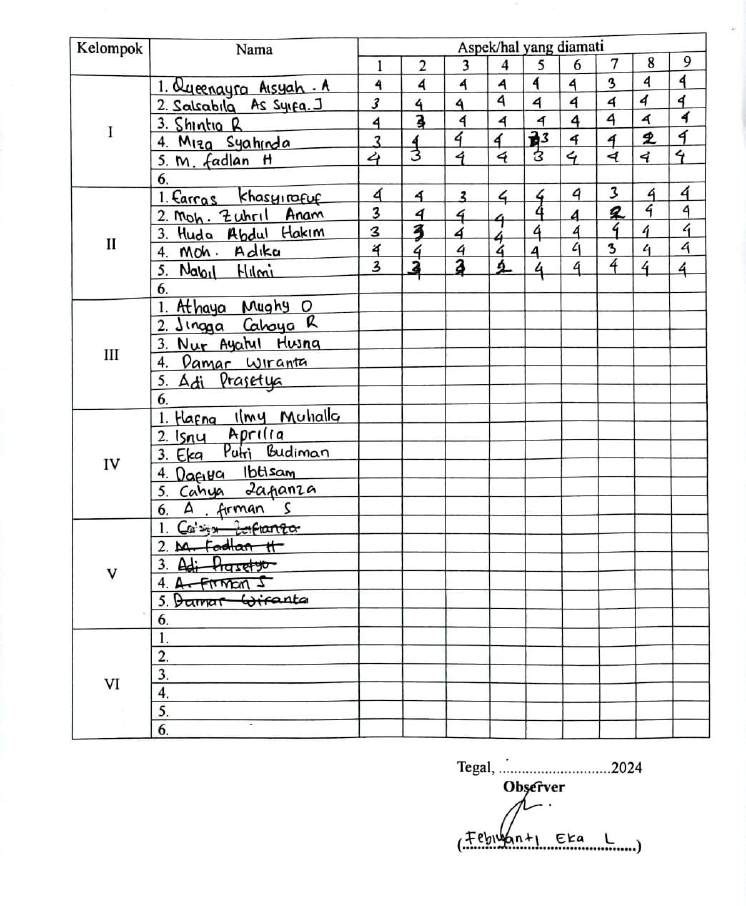 Kelompok Nama Aspek/hal yang diamati
1 2 3 4 5 6 7 8 9
I
1. Queenayra Aisyah . A 4 4 4 4 4 4 3 4 4
2. Salsabila As Syifa. J 3 4 4 4 4 4 4 4 4
3. Shintia R 4 3 4 4 4 4 4 4 4
4. Miza Syahinda 3 4 4 4 3 4 4 2 4
5. M. fadlan H 4 3 4 4 3 4 4 4 4
6.
II
1. Farras Khasyirofuf 4 4 3 4 4 4 3 4 4
2. Moh. Zuhril Anam 3 4 4 4 4 4 2 4 4
3. Huda Abdul Hakim 3 3 4 4 4 4 4 4 4
4. Moh. Adika 4 4 4 4 4 4 3 4 4
5. Nabil Hilmi 3 3 3 2 4 4 4 4 4
6.
III
1. Athaya Mughy O
2. Jingga Cahaya R
3. Nur Ayatul Husna
4. Damar Wiranta
5. Adi Prasetya
6.
IV
1. Hafna Ilmy Muhalla
2. Isny Aprilia
3. Eka Putri Budiman
4. Dafiya Ibtisam
5. Cahya Zafianza
6. A. firman S
V
1. Zafianza
2. M. Fadlan H
3. Adi Prasetyo
4. A. Firman S
5. Damar Wiranta
6.
VI
1.
2.
3.
4.
5.
6.
Tegal, ..............................2024
Observer
(Febiyanti Eka L)